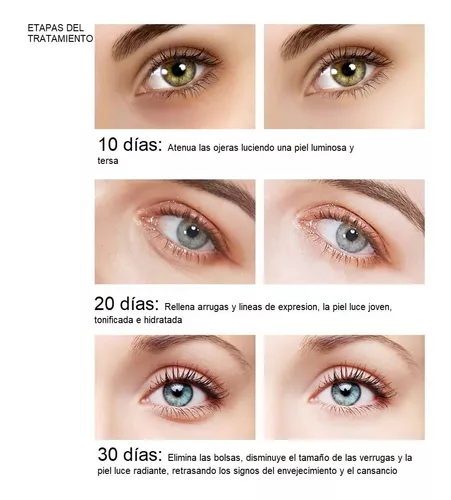 ETAPAS DEL
TRATAMIENTO
10 días: Atenua las ojeras luciendo una piel luminosa y
tersa
20 días: Rellena arrugas y lineas de expresion, la piel luce joven,
tonificada e hidratada
30 días: Elimina las bolsas, disminuye el tamaño de las verrugas y la
piel luce radiante, retrasando los signos del envejecimiento y el cansancio